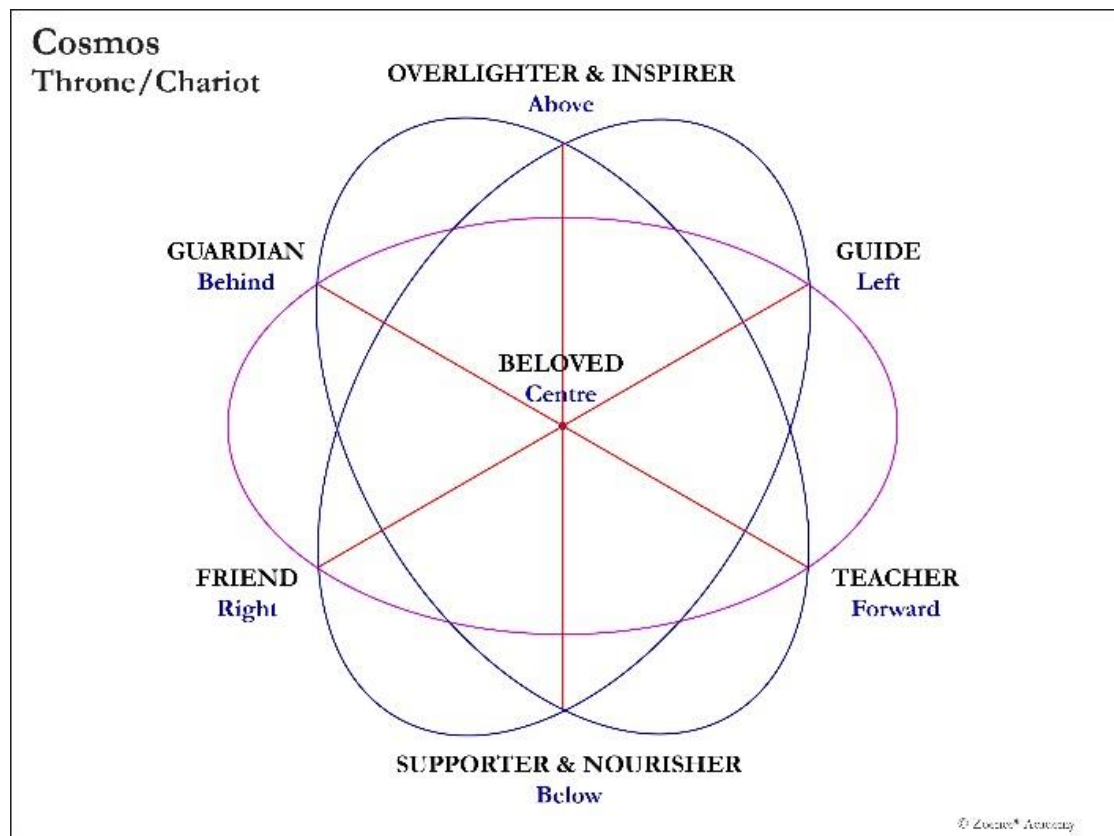 Cosmos
Throne/Chariot
OVERLIGHTER & INSPIRER
Above
GUARDIAN
Behind
GUIDE
Left
BELOVED
Centre
FRIEND
Right
TEACHER
Forward
SUPPORTER & NOURISHER
Below
© Academy